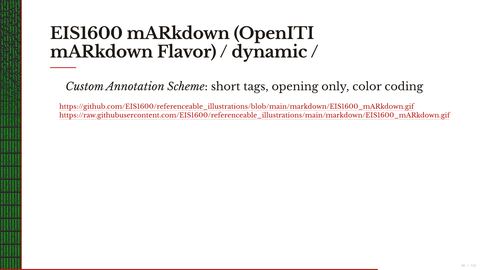 EIS1600 mARkdown (OpenITI
mARkdown Flavor) / dynamic /
Custom Annotation Scheme: short tags, opening only, color coding
https://github.com/EIS1600/referenceable_illustrations/blob/main/markdown/EIS1600_mARkdown.gif
https://raw.githubusercontent.com/EIS1600/referenceable_illustrations/main/markdown/EIS1600_mARkdown.gif